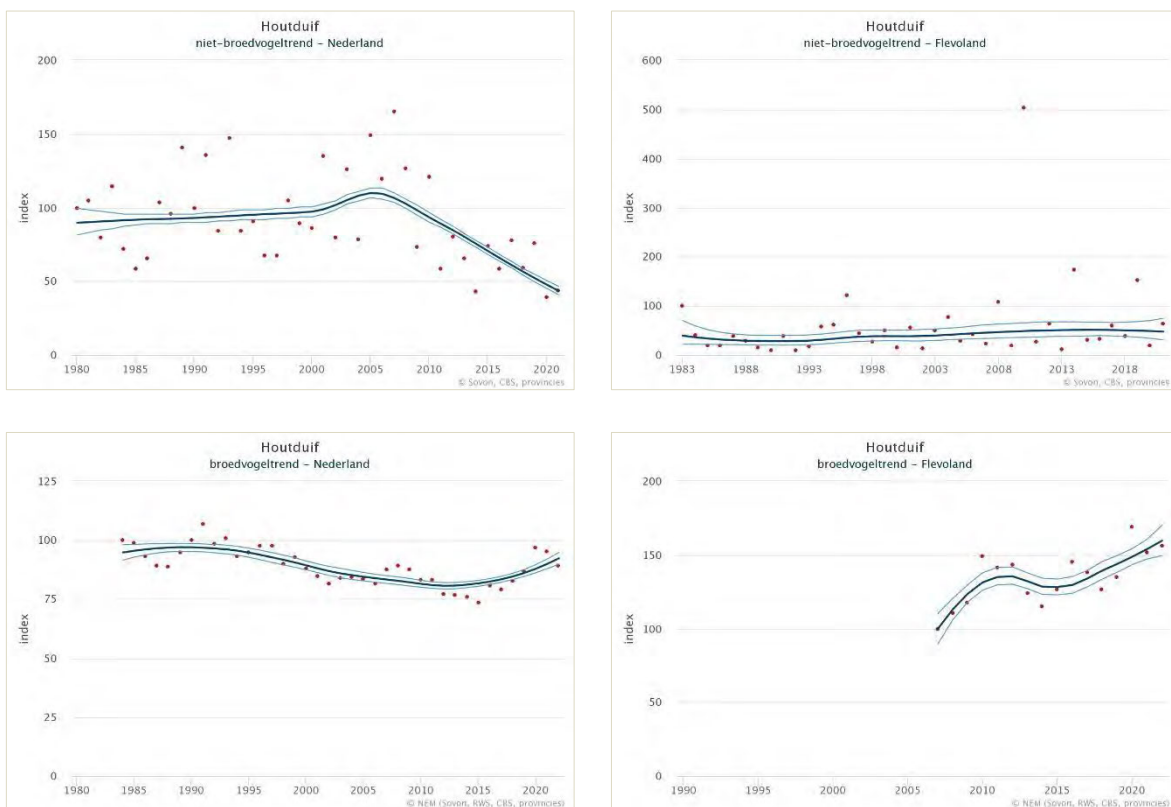 Houtduif
niet-broedvogeltrend – Nederland
200
150
100
50
0
index
1980 1985 1990 1995 2000 2005 2010 2015 2020
© Sovon, CBS, provincies
Houtduif
niet-broedvogeltrend – Flevoland
600
500
400
300
200
100
0
index
1983 1988 1993 1998 2003 2008 2013 2018
© Sovon, CBS, provincies
Houtduif
broedvogeltrend – Nederland
125
100
75
50
25
0
index
1980 1985 1990 1995 2000 2005 2010 2015 2020
© NEM (Sovon, RWS, CBS, provincies)
Houtduif
broedvogeltrend – Flevoland
200
150
100
50
0
index
1990 1995 2000 2005 2010 2015 2020
© NEM (Sovon, RWS, CBS, provincies)